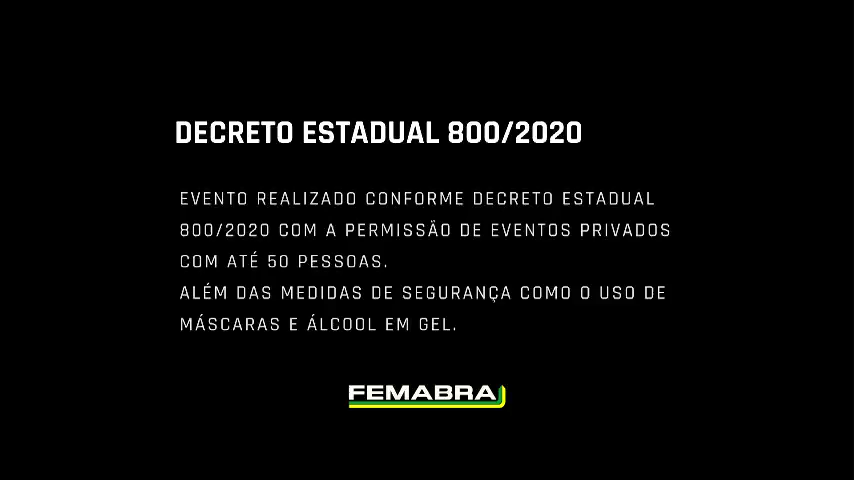 DECRETO ESTADUAL 800/2020
EVENTO REALIZADO CONFORME DECRETO ESTADUAL
800/2020 COM A PERMISSÃO DE EVENTOS PRIVADOS
COM ATÉ 50 PESSOAS.
ALÉM DAS MEDIDAS DE SEGURANÇA COMO O USO DE
MÁSCARAS E ÁLCOOL EM GEL.
FEMABRA